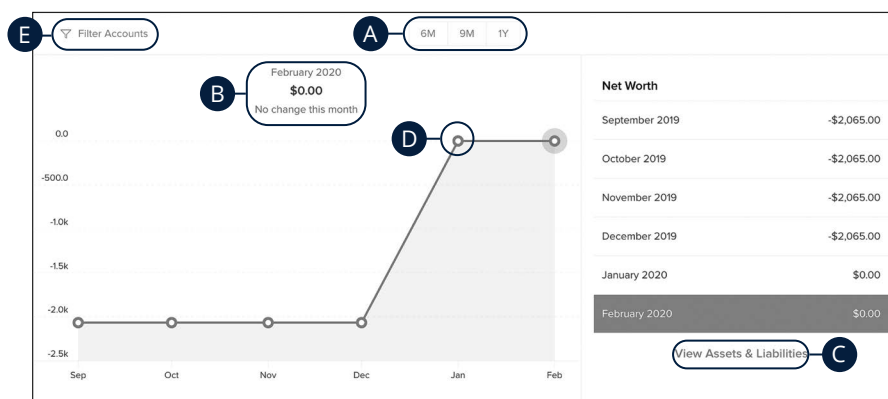 E
Filter Accounts
A
6M 9M 1Y
B
February 2020
$0.00
No change this month
D
0.0
-500.0
-1.0k
-1.5k
-2.0k
-2.5k
Sep Oct Nov Dec Jan Feb
Net Worth
September 2019 -$2,065.00
October 2019 -$2,065.00
November 2019 -$2,065.00
December 2019 -$2,065.00
January 2020 $0.00
February 2020 $0.00
View Assets & Liabilities
C